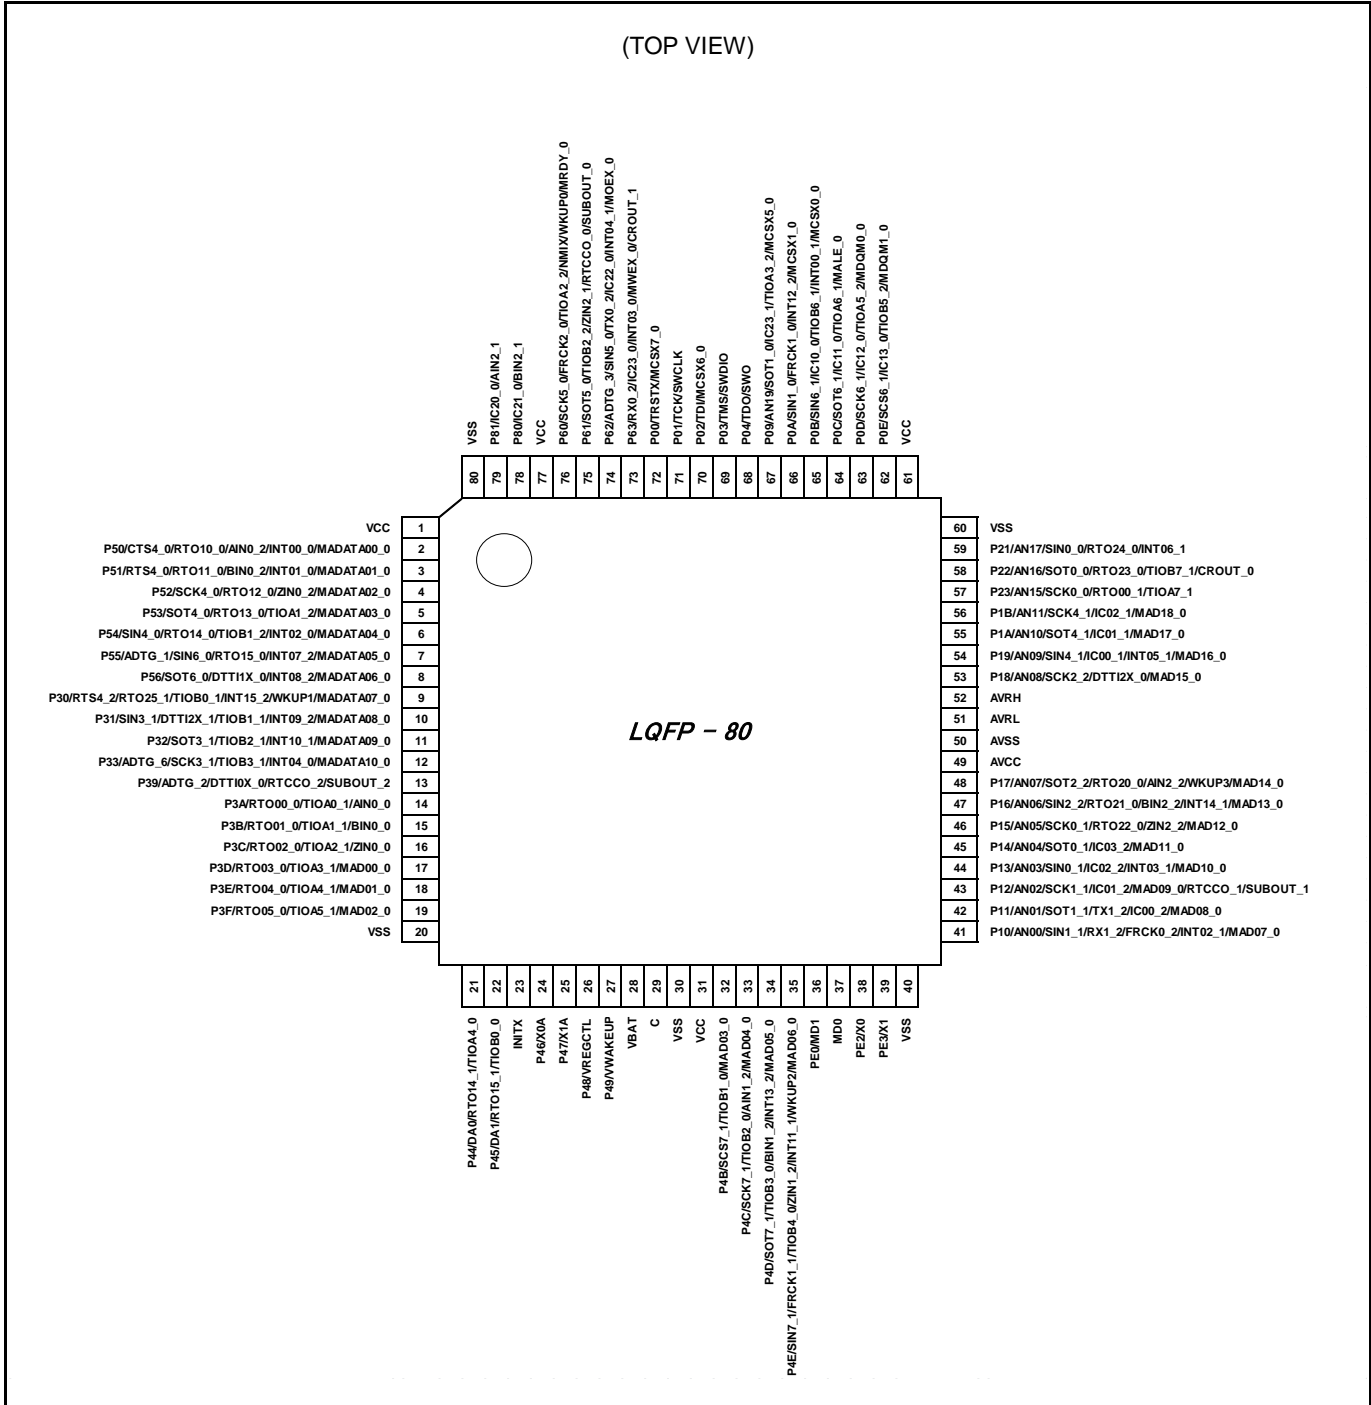 (TOP VIEW)
VSS
P81/IC20_0/AIN2_1
P80/IC21_0/BIN2_1
VCC
P60/SCK5_0/FRCK2_0/TIOA2_2/NMIX/WKUP0/MRDY_0
P61/SOT5_0/TIOB2_2/ZIN2_1/RTCCO_0/SUBOUT_0
P62/ADTG_3/SIN5_0/TX0_2/IC22_0/INT04_1/MOEX_0
P63/RX0_2/IC23_0/INT03_0/MWEX_0/CROUT_1
P00/TRSTX/MCSX7_0
P01/TCK/SWCLK
P02/TDI/MCSX6_0
P03/TMS/SWDIO
P04/TDO/SWO
P09/AN19/SOT1_0/IC23_1/TIOA3_2/MCSX5_0
P0A/SIN1_0/FRCK1_0/INT12_2/MCSX1_0
P0B/SIN6_1/IC10_0/TIOB6_1/INT00_1/MCSX0_0
P0C/SOT6_1/IC11_0/TIOA6_1/MALE_0
P0D/SCK6_1/IC12_0/TIOA5_2/MDQM0_0
P0E/SCS6_1/IC13_0/TIOB5_2/MDQM1_0
VCC
80
79
78
77
76
75
74
73
72
71
70
69
68
67
66
65
64
63
62
61
VCC 1
P50/CTS4_0/RTO10_0/AIN0_2/INT00_0/MADATA00_0 2
P51/RTS4_0/RTO11_0/BIN0_2/INT01_0/MADATA01_0 3
P52/SCK4_0/RTO12_0/ZIN0_2/MADATA02_0 4
P53/SOT4_0/RTO13_0/TIOA1_2/MADATA03_0 5
P54/SIN4_0/RTO14_0/TIOB1_2/INT02_0/MADATA04_0 6
P55/ADTG_1/SIN6_0/RTO15_0/INT07_2/MADATA05_0 7
P56/SOT6_0/DTTI1X_0/INT08_2/MADATA06_0 8
P30/RTS4_2/RTO25_1/TIOB0_1/INT15_2/WKUP1/MADATA07_0 9
P31/SIN3_1/DTTI2X_1/TIOB1_1/INT09_2/MADATA08_0 10
P32/SOT3_1/TIOB2_1/INT10_1/MADATA09_0 11
P33/ADTG_6/SCK3_1/TIOB3_1/INT04_0/MADATA10_0 12
P39/ADTG_2/DTTI0X_0/RTCCO_2/SUBOUT_2 13
P3A/RTO00_0/TIOA0_1/AIN0_0 14
P3B/RTO01_0/TIOA1_1/BIN0_0 15
P3C/RTO02_0/TIOA2_1/ZIN0_0 16
P3D/RTO03_0/TIOA3_1/MAD00_0 17
P3E/RTO04_0/TIOA4_1/MAD01_0 18
P3F/RTO05_0/TIOA5_1/MAD02_0 19
VSS 20
LQFP - 80
60 VSS
59 P21/AN17/SIN0_0/RTO24_0/INT06_1
58 P22/AN16/SOT0_0/RTO23_0/TIOB7_1/CROUT_0
57 P23/AN15/SCK0_0/RTO00_1/TIOA7_1
56 P1B/AN11/SCK4_1/IC02_1/MAD18_0
55 P1A/AN10/SOT4_1/IC01_1/MAD17_0
54 P19/AN09/SIN4_1/IC00_1/INT05_1/MAD16_0
53 P18/AN08/SCK2_2/DTTI2X_0/MAD15_0
52 AVRH
51 AVRL
50 AVSS
49 AVCC
48 P17/AN07/SOT2_2/RTO20_0/AIN2_2/WKUP3/MAD14_0
47 P16/AN06/SIN2_2/RTO21_0/BIN2_2/INT14_1/MAD13_0
46 P15/AN05/SCK0_1/RTO22_0/ZIN2_2/MAD12_0
45 P14/AN04/SOT0_1/IC03_2/MAD11_0
44 P13/AN03/SIN0_1/IC02_2/INT03_1/MAD10_0
43 P12/AN02/SCK1_1/IC01_2/MAD09_0/RTCCO_1/SUBOUT_1
42 P11/AN01/SOT1_1/TX1_2/IC00_2/MAD08_0
41 P10/AN00/SIN1_1/RX1_2/FRCK0_2/INT02_1/MAD07_0
21
22
23
24
25
26
27
28
29
30
31
32
33
34
35
36
37
38
39
40
P44/DA0/RTO14_1/TIOA4_0
P45/DA1/RTO15_1/TIOB0_0
INITX
P46/X0A
P47/X1A
P48/VREGCTL
P49/VWAKEUP
VBAT
C
VSS
VCC
P4B/SCS7_1/TIOB1_0/MAD03_0
P4C/SCK7_1/TIOB2_0/AIN1_2/MAD04_0
P4D/SOT7_1/TIOB3_0/BIN1_2/INT13_2/MAD05_0
P4E/SIN7_1/FRCK1_1/TIOB4_0/ZIN1_2/INT11_1/WKUP2/MAD06_0
PE0/MD1
MD0
PE2/X0
PE3/X1
VSS